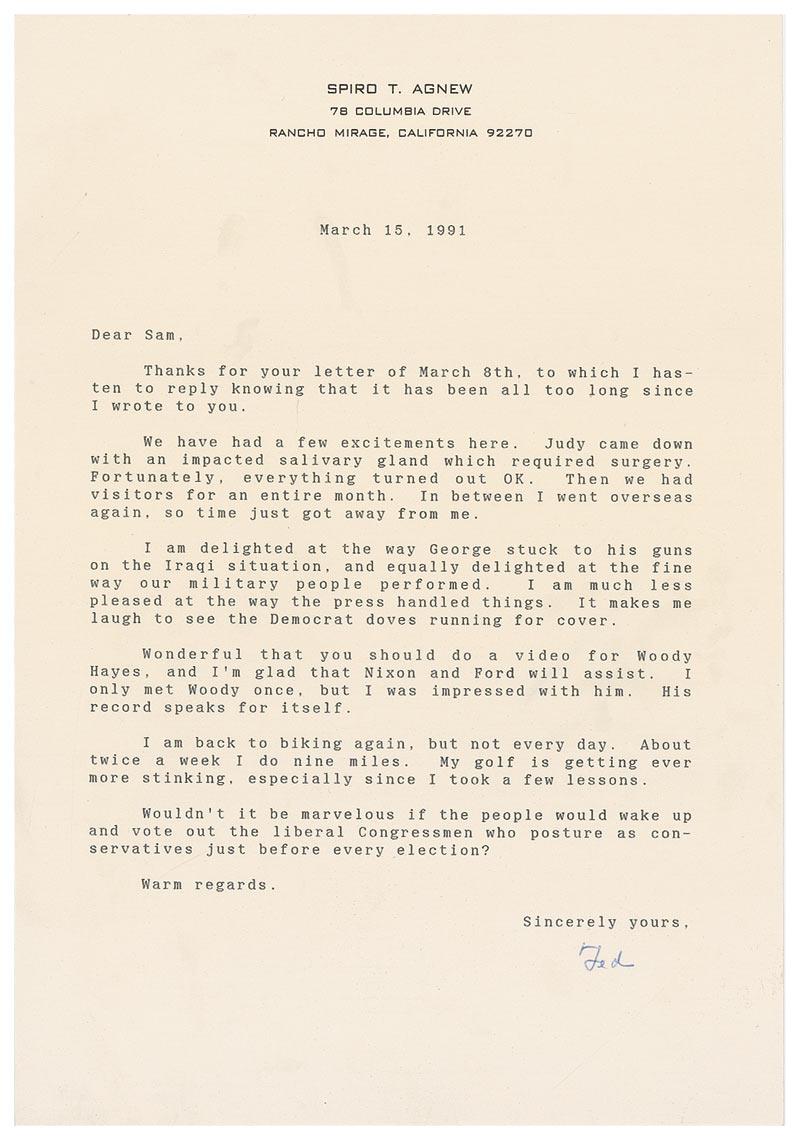 SPIRO T. AGNEW
78 COLUMBIA DRIVE
RANCHO MIRAGE, CALIFORNIA 92270
March 15, 1991
Dear Sam,
Thanks for your letter of March 8th, to which I has-
ten to reply knowing that it has been all too long since
I wrote to you.
We have had a few excitements here. Judy came down
with an impacted salivary gland which required surgery.
Fortunately, everything turned out OK. Then we had
visitors for an entire month. In between I went overseas
again, so time just got away from me.
I am delighted at the way George stuck to his guns
on the Iraqi situation, and equally delighted at the fine
way our military people performed. I am much less
pleased at the way the press handled things. It makes me
laugh to see the Democrat doves running for cover.
Wonderful that you should do a video for Woody
Hayes, and I'm glad that Nixon and Ford will assist. I
only met Woody once, but I was impressed with him. His
record speaks for itself.
I am back to biking again, but not every day. About
twice a week I do nine miles. My golf is getting ever
more stinking, especially since I took a few lessons.
Wouldn't it be marvelous if the people would wake up
and vote out the liberal Congressmen who posture as con-
servatives just before every election?
Warm regards.
Sincerely yours,
Ted